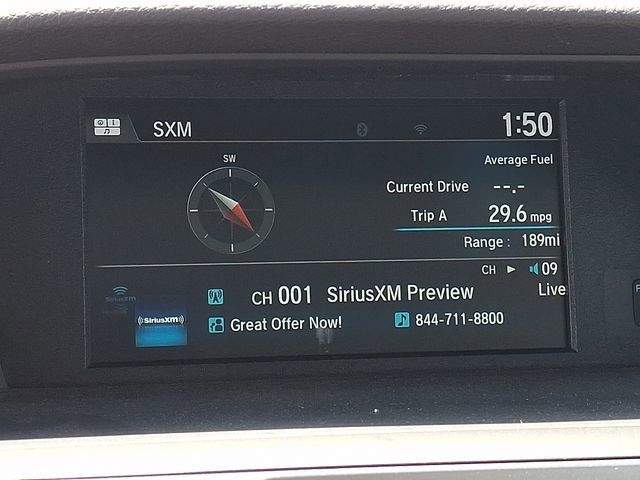 SXM
1:50
SW
Average Fuel
Current Drive --.-
Trip A 29.6 mpg
Range : 189mi
CH ▶ 09
SiriusXM
CH 001 SiriusXM Preview Live
((SiriusXM))
Great Offer Now! 844-711-8800